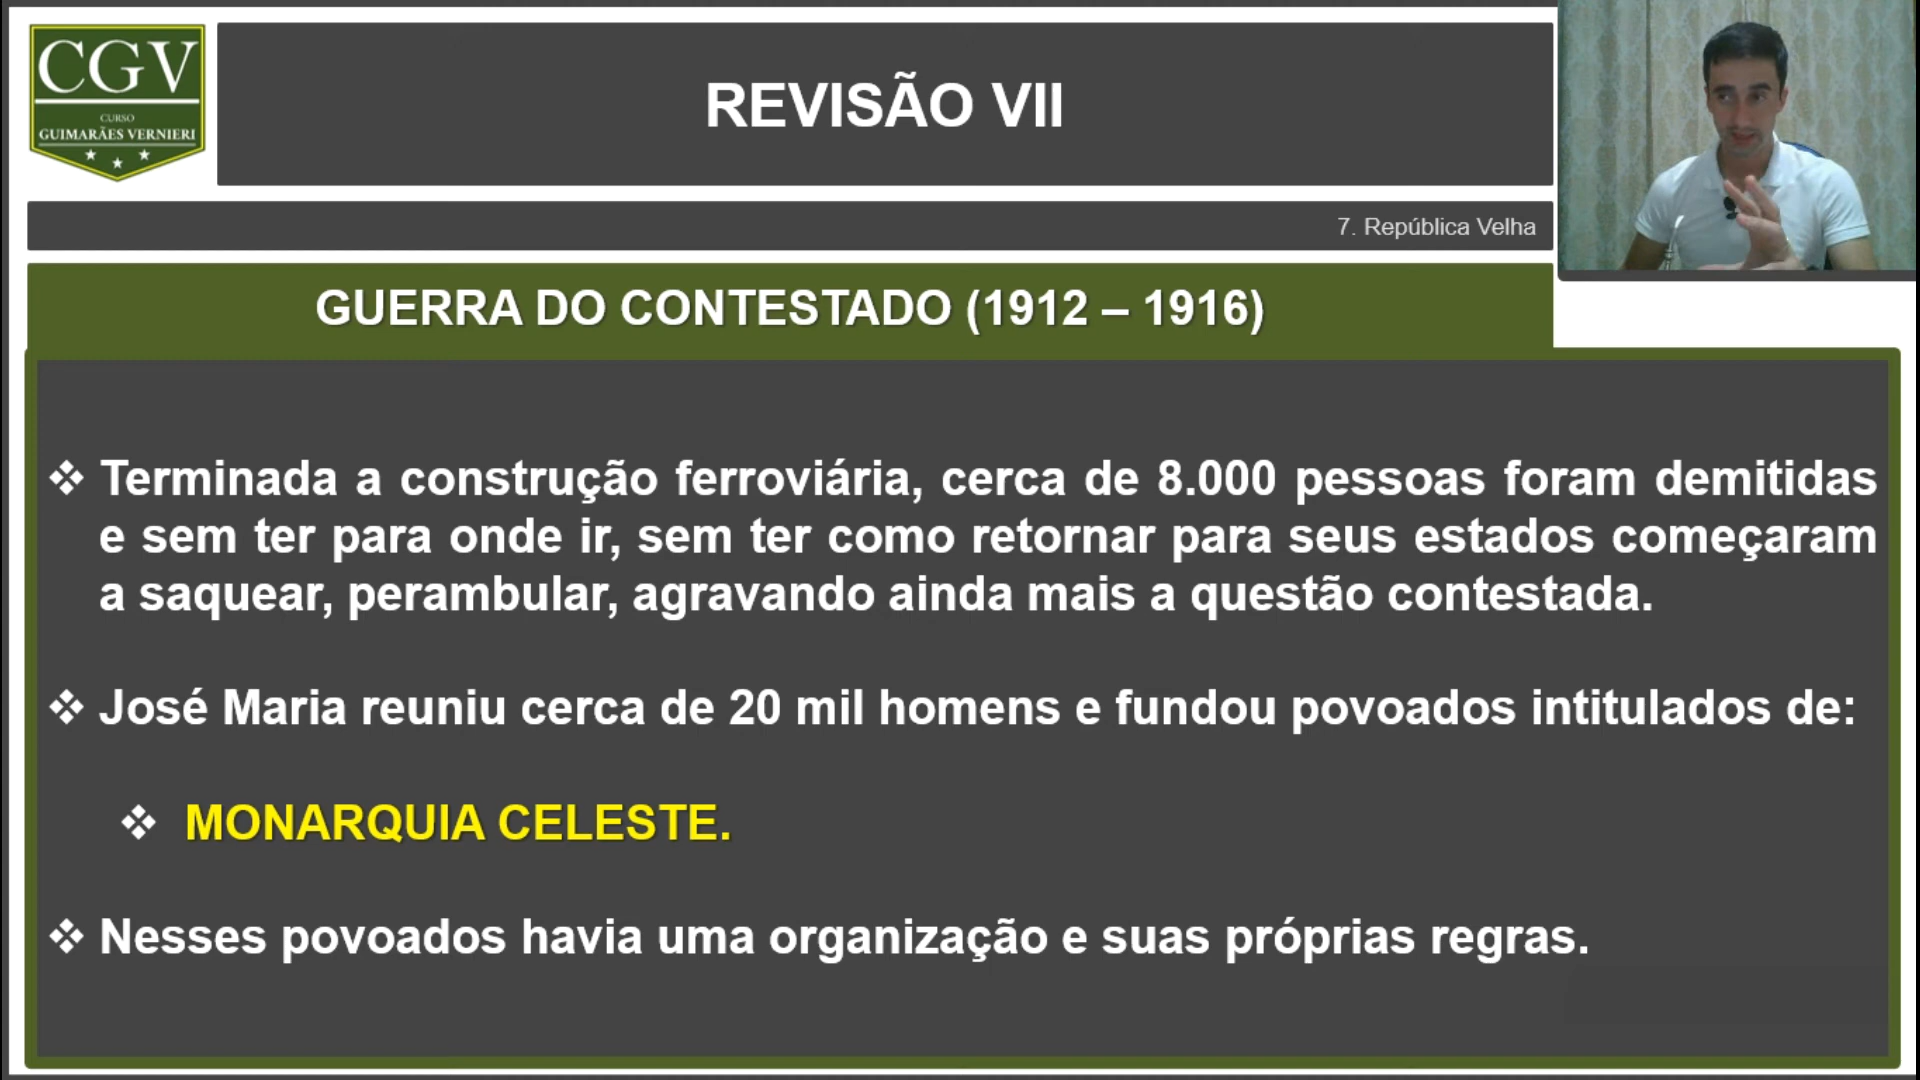 CGV
CURSO
GUIMARÃES VERNIERI
REVISÃO VII
7. República Velha
GUERRA DO CONTESTADO (1912 – 1916)
Terminada a construção ferroviária, cerca de 8.000 pessoas foram demitidas
e sem ter para onde ir, sem ter como retornar para seus estados começaram
a saquear, perambular, agravando ainda mais a questão contestada.
José Maria reuniu cerca de 20 mil homens e fundou povoados intitulados de:
MONARQUIA CELESTE.
Nesses povoados havia uma organização e suas próprias regras.